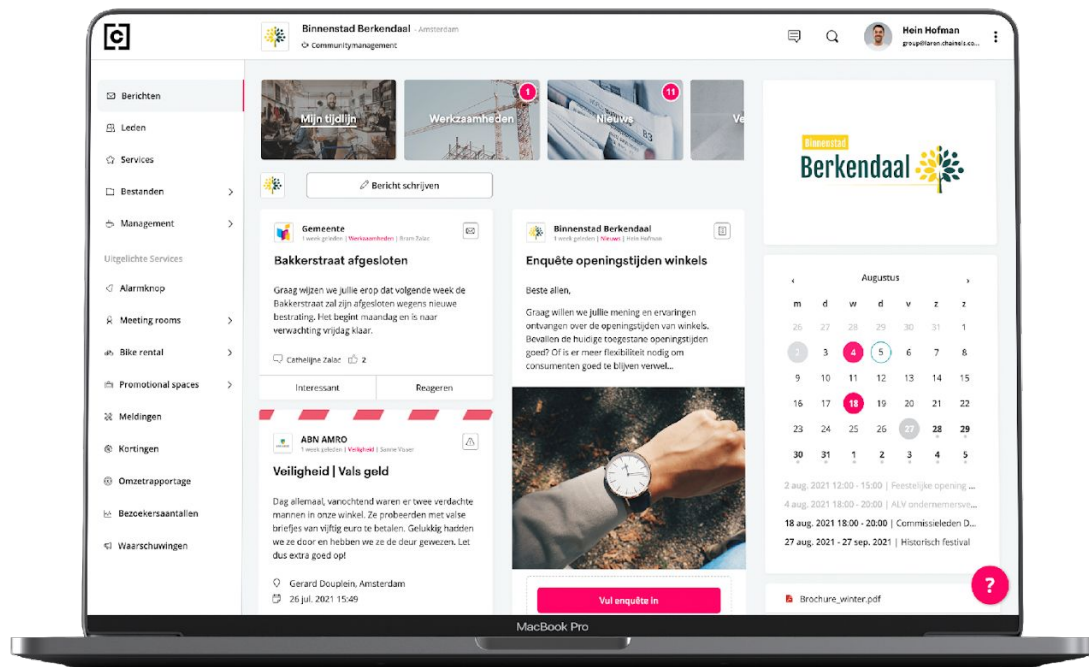 [c]
Binnenstad Berkendaal - Amsterdam
Communitymanagement
Hein Hofman
Berichten
Leden
Services
Bestanden
Management
Uitgelichte Services
Alarmknop
Meeting rooms
Bike rental
Promotional spaces
Meldingen
Kortingen
Omzetrapportage
Bezoekersaantallen
Waarschuwingen
Mijn tijdlijn
Werkzaamheden
1
Nieuws
11
Ve
Bericht schrijven
Gemeente
1 week geleden | Werkzaamheden | Bram Zalac
Bakkerstraat afgesloten
Graag wijzen we jullie erop dat volgende week de
Bakkerstraat zal zijn afgesloten wegens nieuwe
bestrating. Het begint maandag en is naar
verwachting vrijdag klaar.
Cathelijne Zalac 2
Interessant Reageren
ABN AMRO
1 week geleden | Veiligheid | Sanne Visser
Veiligheid | Vals geld
Dag allemaal, vanochtend waren er twee verdachte
mannen in onze winkel. Ze probeerden met valse
briefjes van vijftig euro te betalen. Gelukkig hadden
we ze door en hebben we ze de deur gewezen. Let
dus extra goed op!
Gerard Douplein, Amsterdam
26 jul. 2021 15:49
Binnenstad Berkendaal
1 week geleden | Nieuws | Hein Hofman
Enquête openingstijden winkels
Beste allen,
Graag willen we jullie mening en ervaringen
ontvangen over de openingstijden van winkels.
Bevallen de huidige toegestane openingstijden
goed? Of is er meer flexibiliteit nodig om
consumenten goed te blijven verwel...
Vul enquête in
Binnenstad
Berkendaal
‹ Augustus ›
m d w d v z z
26 27 28 29 30 31 1
2 3 4 5 6 7 8
9 10 11 12 13 14 15
16 17 18 19 20 21 22
23 24 25 26 27 28 29
30 31 1 2 3 4 5
2 aug. 2021 12:00 - 15:00 | Feestelijke opening ...
4 aug. 2021 18:00 - 20:00 | ALV ondernemersve...
18 aug. 2021 18:00 - 20:00 | Commissieleden D...
27 aug. 2021 - 27 sep. 2021 | Historisch festival
Brochure_winter.pdf
?
MacBook Pro